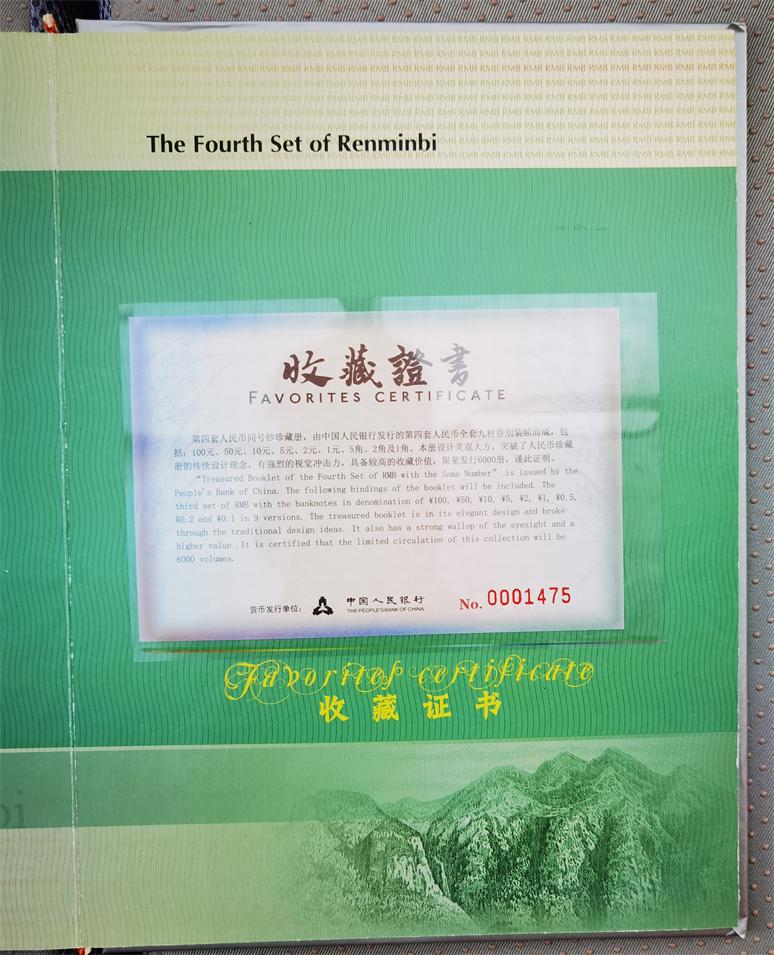 RMB RMB RMB RMB RMB RMB RMB RMB RMB RMB
The Fourth Set of Renminbi
收藏證書
FAVORITES CERTIFICATE
第四套人民币同号钞珍藏册，由中国人民银行发行的第四套人民币全套九种券别装帧而成，包
括：100元、50元、10元、5元、2元、1元、5角、2角及1角。本册设计美观大方，突破了人民币珍藏
册的传统设计理念，有强烈的视觉冲击力，具备较高的收藏价值，限量发行6000册，谨此证明。
"Treasured Booklet of the Fourth Set of RMB with the Same Number" is issued by the
People's Bank of China. The following bindings of the booklet will be included. The
third set of RMB with the banknotes in denomination of ¥100, ¥50, ¥10, ¥5, ¥2, ¥1, ¥0.5,
¥0.2 and ¥0.1 in 9 versions. The treasured booklet is in its elegant design and broke
through the traditional design ideas. It also has a strong wallop of the eyesight and a
higher value .It is certified that the limited circulation of this collection will be
6000 volumes.
货币发行单位: 中国人民银行 No. 0001475
THE PEOPLE'S BANK OF CHINA
Favorites certificate
收藏证书
bi